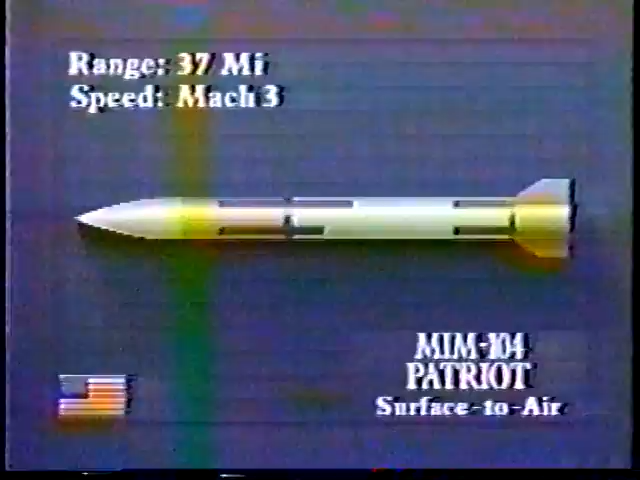 Range: 37 Mi
Speed: Mach 3
MIM-104
PATRIOT
Surface-to-Air